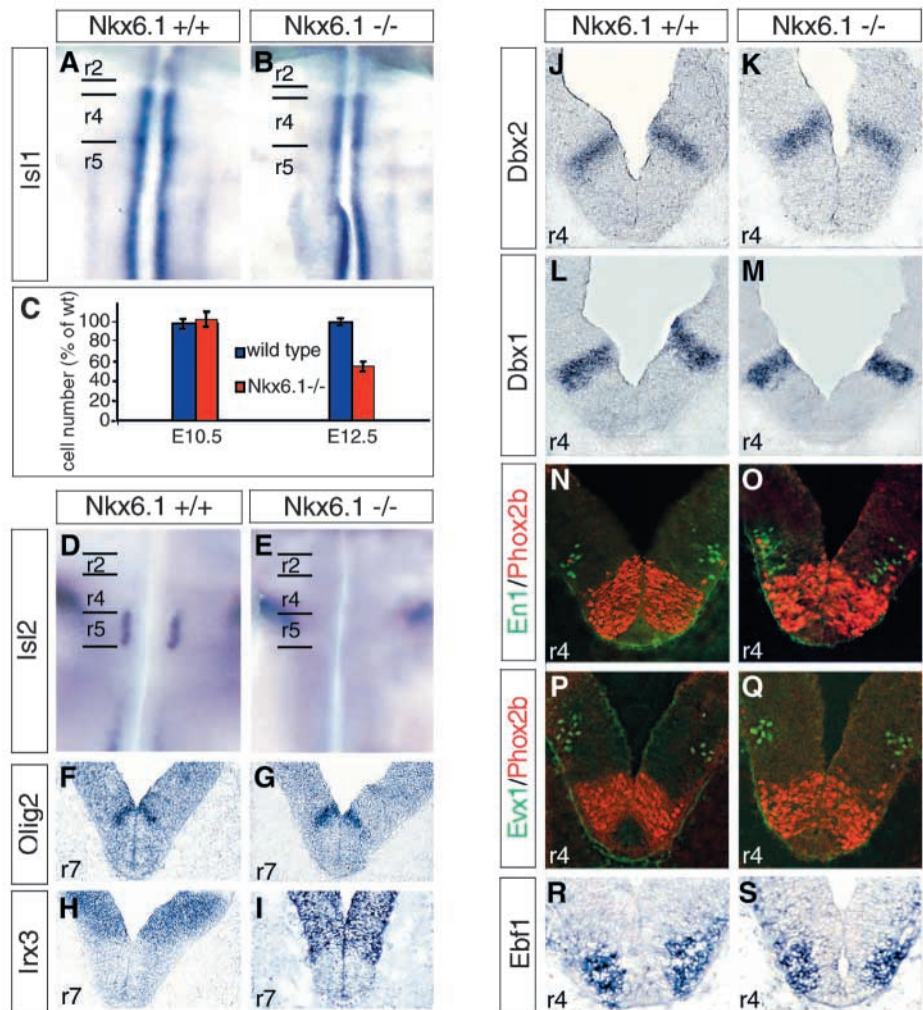 Nkx6.1 +/+
Nkx6.1 -/-
Isl1
A
r2
r4
r5
B
r2
r4
r5
C
cell number (% of wt)
100
80
60
40
20
0
wild type
Nkx6.1-/-
E10.5
E12.5
Nkx6.1 +/+
Nkx6.1 -/-
Isl2
D
r2
r4
r5
E
r2
r4
r5
Olig2
F
r7
G
r7
Irx3
H
r7
I
r7
Nkx6.1 +/+
Nkx6.1 -/-
Dbx2
J
r4
K
r4
Dbx1
L
r4
M
r4
En1/Phox2b
N
r4
O
r4
Evx1/Phox2b
P
r4
Q
r4
Ebf1
R
r4
S
r4